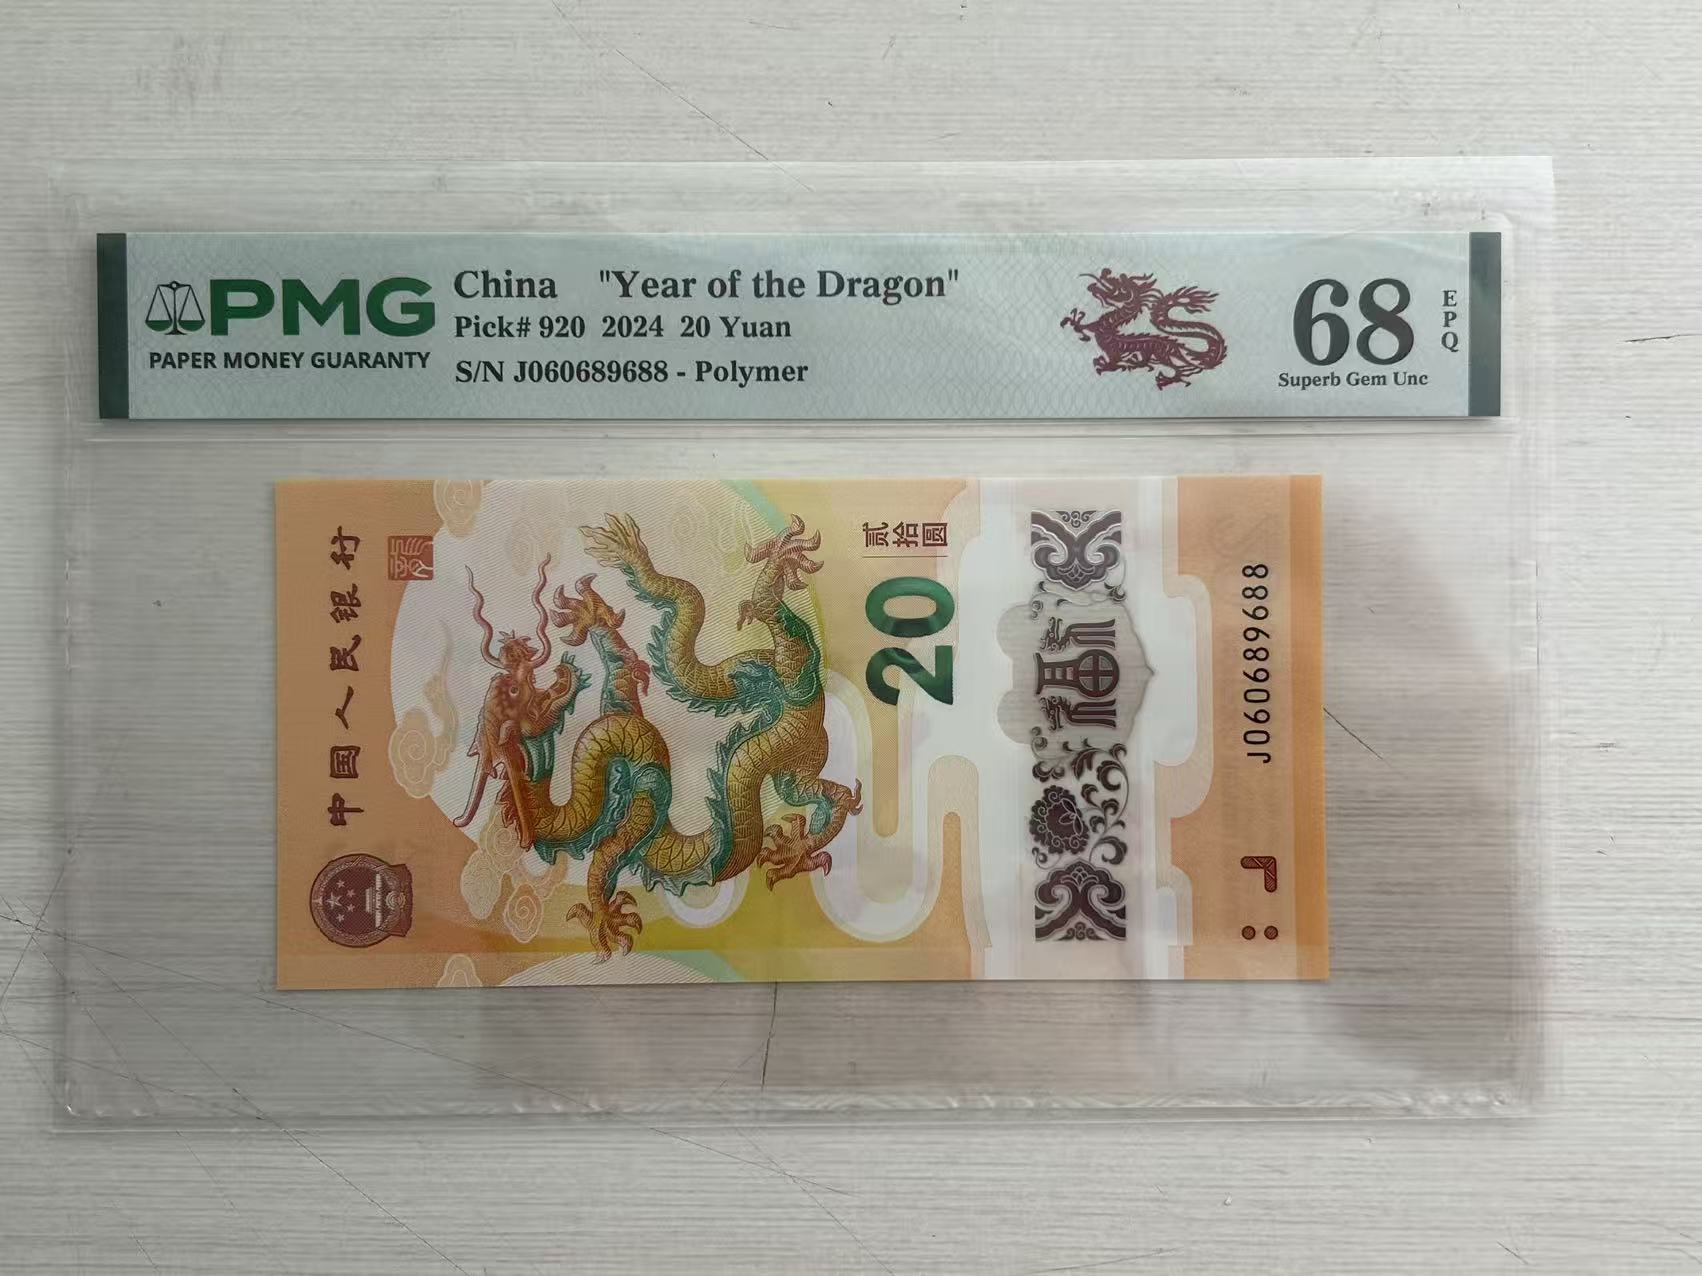 PMG
PAPER MONEY GUARANTY
China "Year of the Dragon"
Pick# 920 2024 20 Yuan
S/N J060689688 - Polymer
68
EPQ
Superb Gem Unc
中国人民银行
贰拾圆
20
福
J060689688